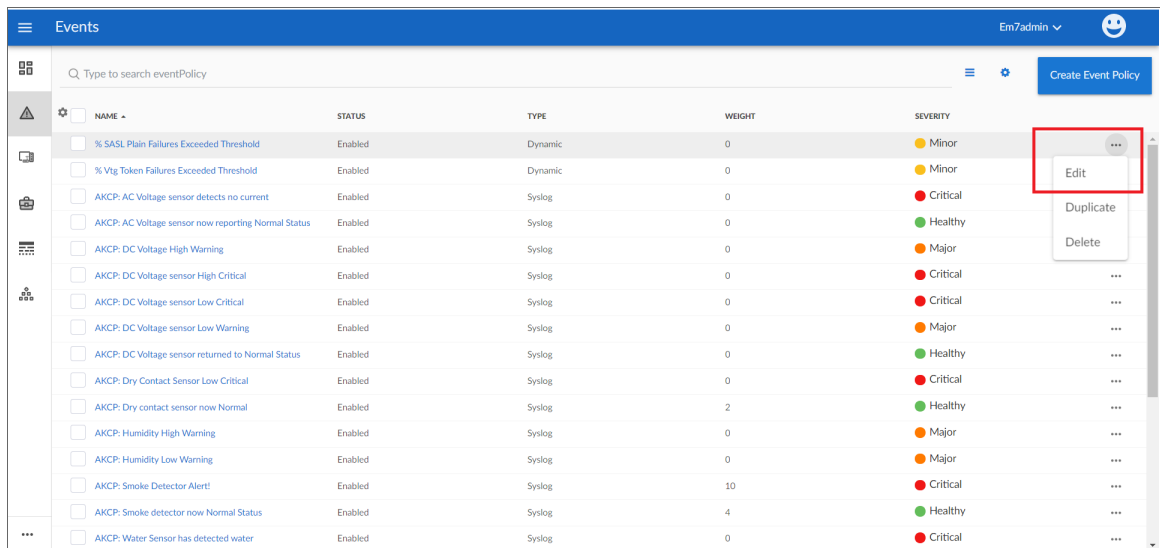 Events Em7admin
Type to search eventPolicy Create Event Policy
NAME STATUS TYPE WEIGHT SEVERITY
% SASL Plain Failures Exceeded Threshold Enabled Dynamic 0 Minor
% Vtg Token Failures Exceeded Threshold Enabled Dynamic 0 Minor
Edit
AKCP: AC Voltage sensor detects no current Enabled Syslog 0 Critical
Duplicate
AKCP: AC Voltage sensor now reporting Normal Status Enabled Syslog 0 Healthy
Delete
AKCP: DC Voltage High Warning Enabled Syslog 0 Major
AKCP: DC Voltage sensor High Critical Enabled Syslog 0 Critical
AKCP: DC Voltage sensor Low Critical Enabled Syslog 0 Critical
AKCP: DC Voltage sensor Low Warning Enabled Syslog 0 Major
AKCP: DC Voltage sensor returned to Normal Status Enabled Syslog 0 Healthy
AKCP: Dry Contact Sensor Low Critical Enabled Syslog 0 Critical
AKCP: Dry contact sensor now Normal Enabled Syslog 2 Healthy
AKCP: Humidity High Warning Enabled Syslog 0 Major
AKCP: Humidity Low Warning Enabled Syslog 0 Major
AKCP: Smoke Detector Alert! Enabled Syslog 10 Critical
AKCP: Smoke detector now Normal Status Enabled Syslog 4 Healthy
AKCP: Water Sensor has detected water Enabled Syslog 0 Critical